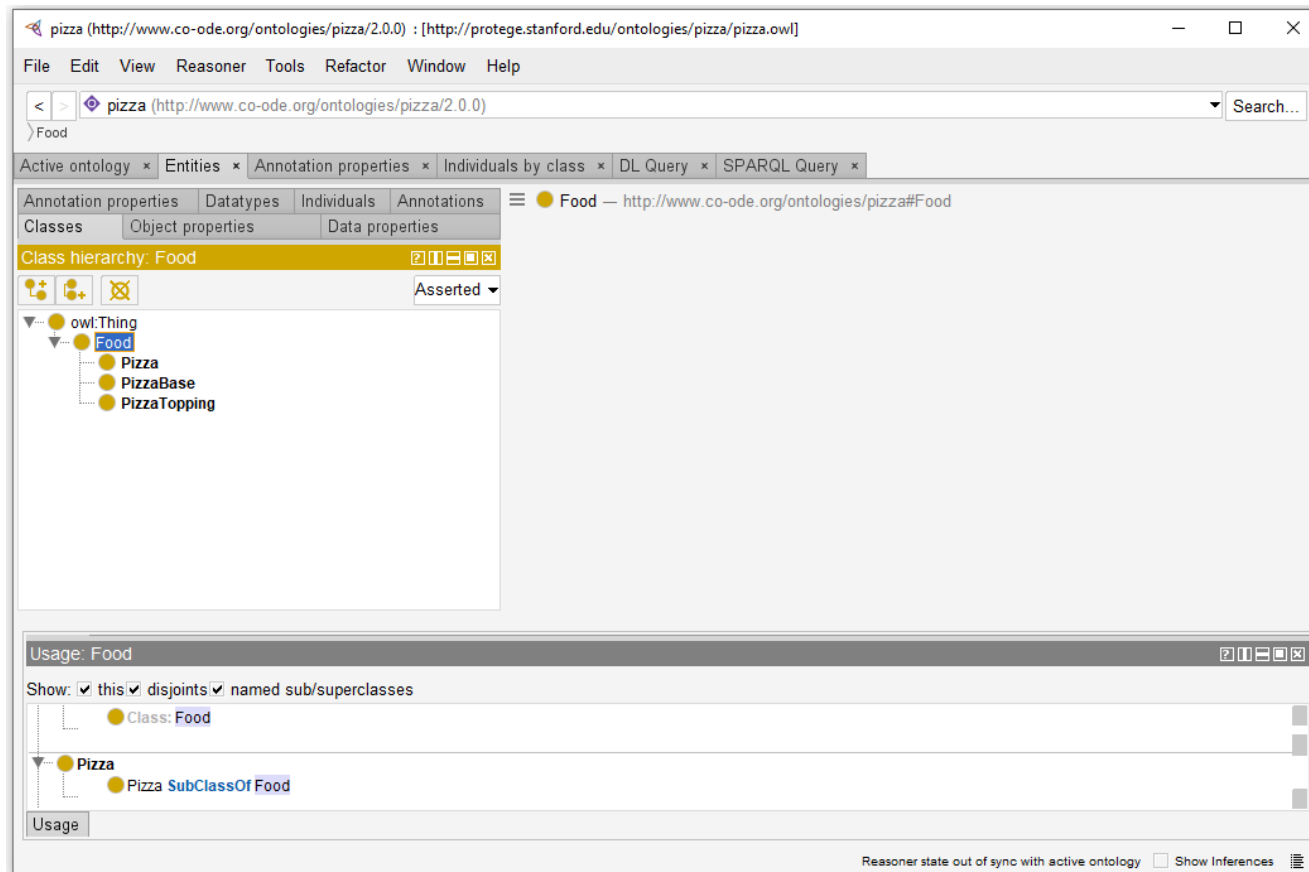 pizza (http://www.co-ode.org/ontologies/pizza/2.0.0) : [http://protege.stanford.edu/ontologies/pizza/pizza.owl]
File Edit View Reasoner Tools Refactor Window Help
< > pizza (http://www.co-ode.org/ontologies/pizza/2.0.0) Search...
Food
Active ontology × Entities × Annotation properties × Individuals by class × DL Query × SPARQL Query ×
Annotation properties Datatypes Individuals Annotations
Classes Object properties Data properties
Food — http://www.co-ode.org/ontologies/pizza#Food
Class hierarchy: Food
Asserted
owl:Thing
Food
Pizza
PizzaBase
PizzaTopping
Usage: Food
Show: this disjoints named sub/superclasses
Class: Food
Pizza
Pizza SubClassOf Food
Usage
Reasoner state out of sync with active ontology Show Inferences